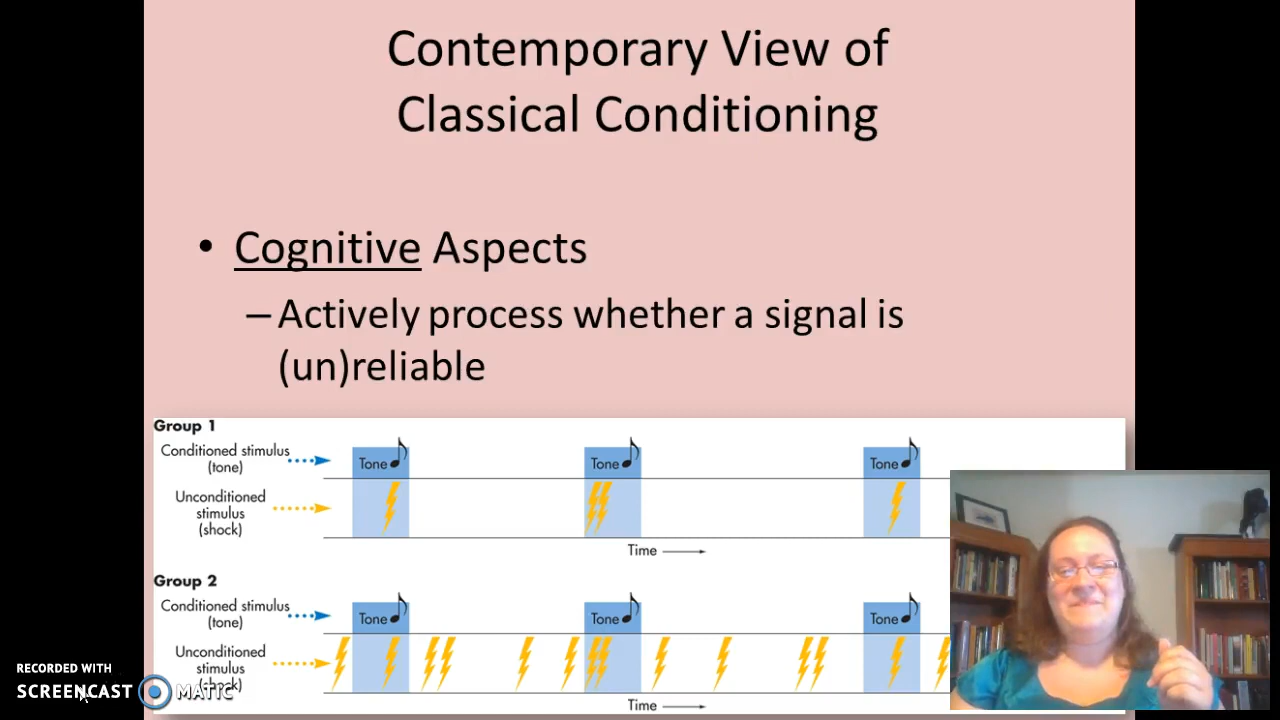 Contemporary View of
Classical Conditioning
• Cognitive Aspects
– Actively process whether a signal is
(un)reliable
Group 1
Conditioned stimulus
(tone)
Tone Tone Tone
Unconditioned
stimulus
(shock)
Time
Group 2
Conditioned stimulus
(tone)
Tone Tone Tone
Unconditioned
stimulus
(shock)
Time
RECORDED WITH
SCREENCAST MATIC